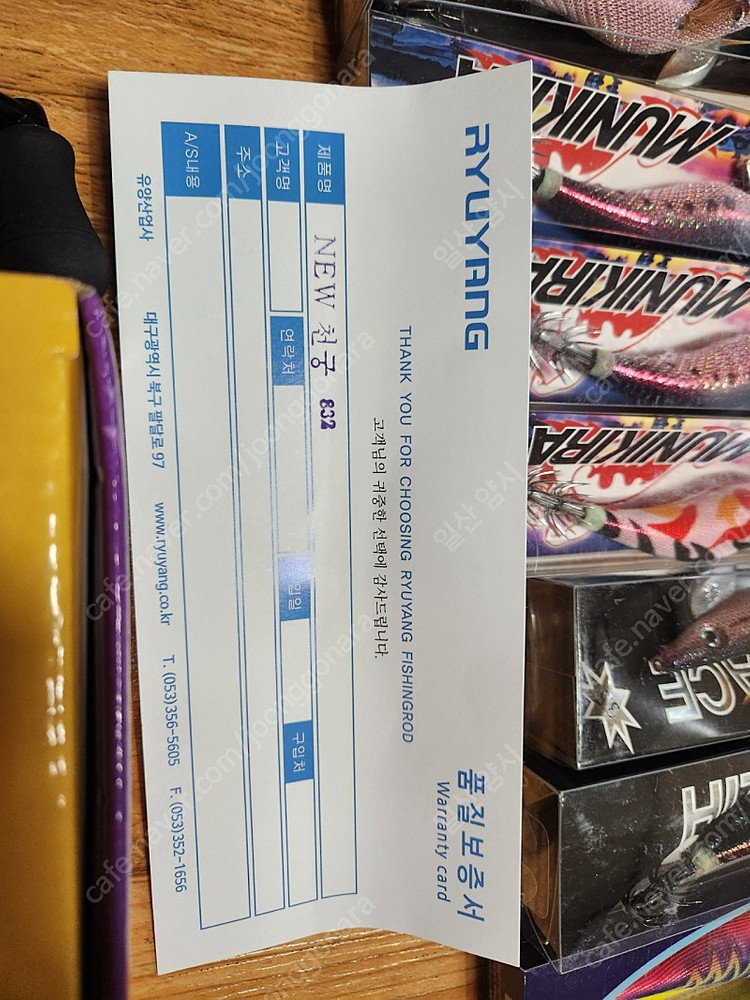 RYUYANG
품질보증서
Warranty card
THANK YOU FOR CHOOSING RYUYANG FISHINGROD
고객님의 귀중한 선택에 감사드립니다.
제품명 NEW 천궁 832
고객명 연락처 입일 구입처
주소
A/S내용
유양산업사 대구광역시 북구 팔달로 97 www.ryuyang.co.kr T. (053)356-5605 F. (053)352-1656
MUNIKIRA
MUNIKIRA
MUNIKIRA
cafe.naver.com/joonggonara